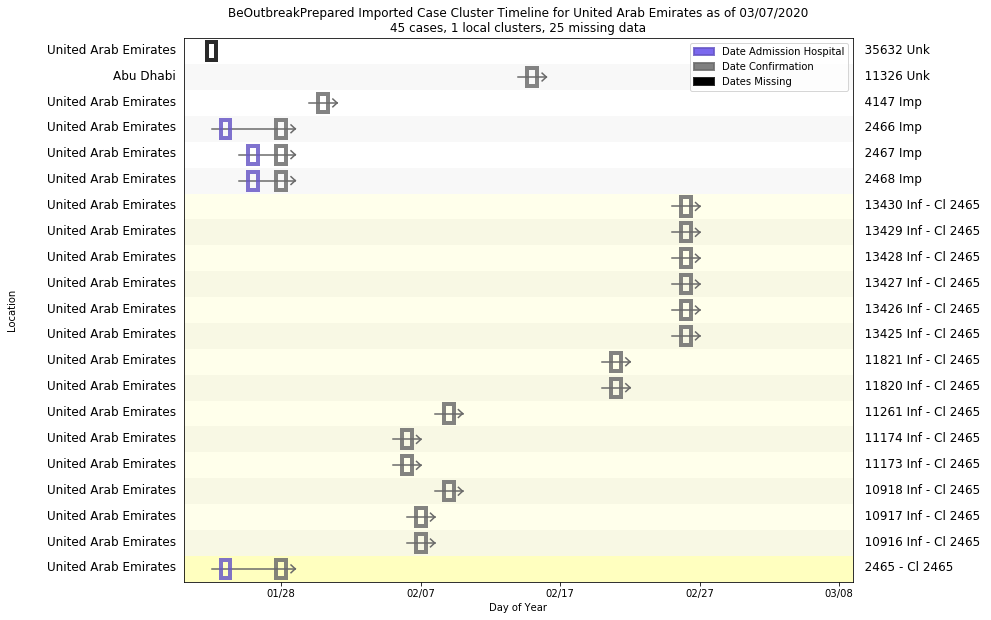 BeOutbreakPrepared Imported Case Cluster Timeline for United Arab Emirates as of 03/07/2020
45 cases, 1 local clusters, 25 missing data
United Arab Emirates 35632 Unk
Abu Dhabi 11326 Unk
United Arab Emirates 4147 Imp
United Arab Emirates 2466 Imp
United Arab Emirates 2467 Imp
United Arab Emirates 2468 Imp
United Arab Emirates 13430 Inf - Cl 2465
United Arab Emirates 13429 Inf - Cl 2465
United Arab Emirates 13428 Inf - Cl 2465
United Arab Emirates 13427 Inf - Cl 2465
United Arab Emirates 13426 Inf - Cl 2465
United Arab Emirates 13425 Inf - Cl 2465
United Arab Emirates 11821 Inf - Cl 2465
United Arab Emirates 11820 Inf - Cl 2465
United Arab Emirates 11261 Inf - Cl 2465
United Arab Emirates 11174 Inf - Cl 2465
United Arab Emirates 11173 Inf - Cl 2465
United Arab Emirates 10918 Inf - Cl 2465
United Arab Emirates 10917 Inf - Cl 2465
United Arab Emirates 10916 Inf - Cl 2465
United Arab Emirates 2465 - Cl 2465
Date Admission Hospital
Date Confirmation
Dates Missing
Location
01/28 02/07 02/17 02/27 03/08
Day of Year